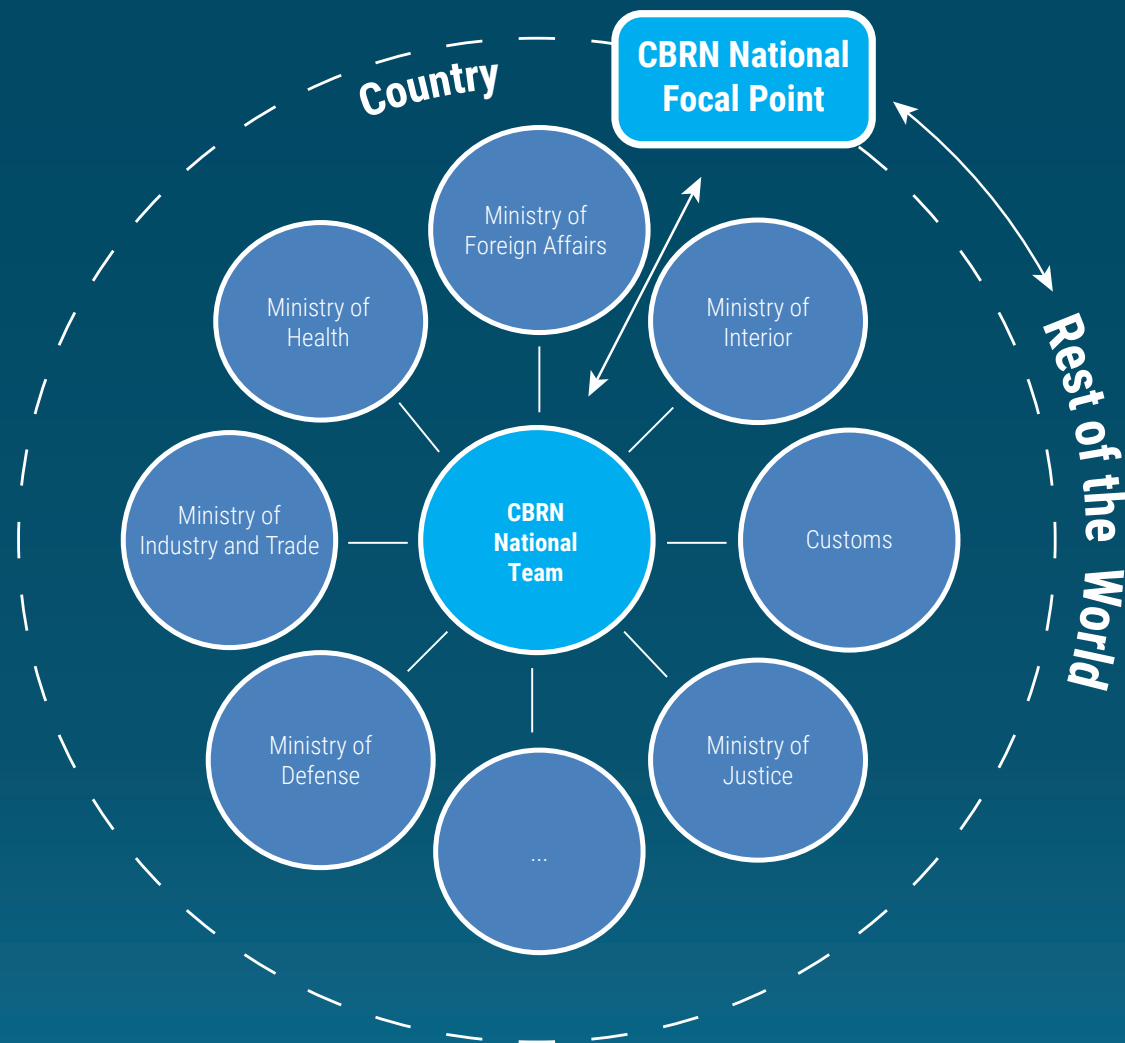 Country
CBRN National
Focal Point
Ministry of
Foreign Affairs
Ministry of
Health
Ministry of
Interior
Rest of the World
Ministry of
Industry and Trade
CBRN
National
Team
Customs
Ministry of
Defense
Ministry of
Justice
...